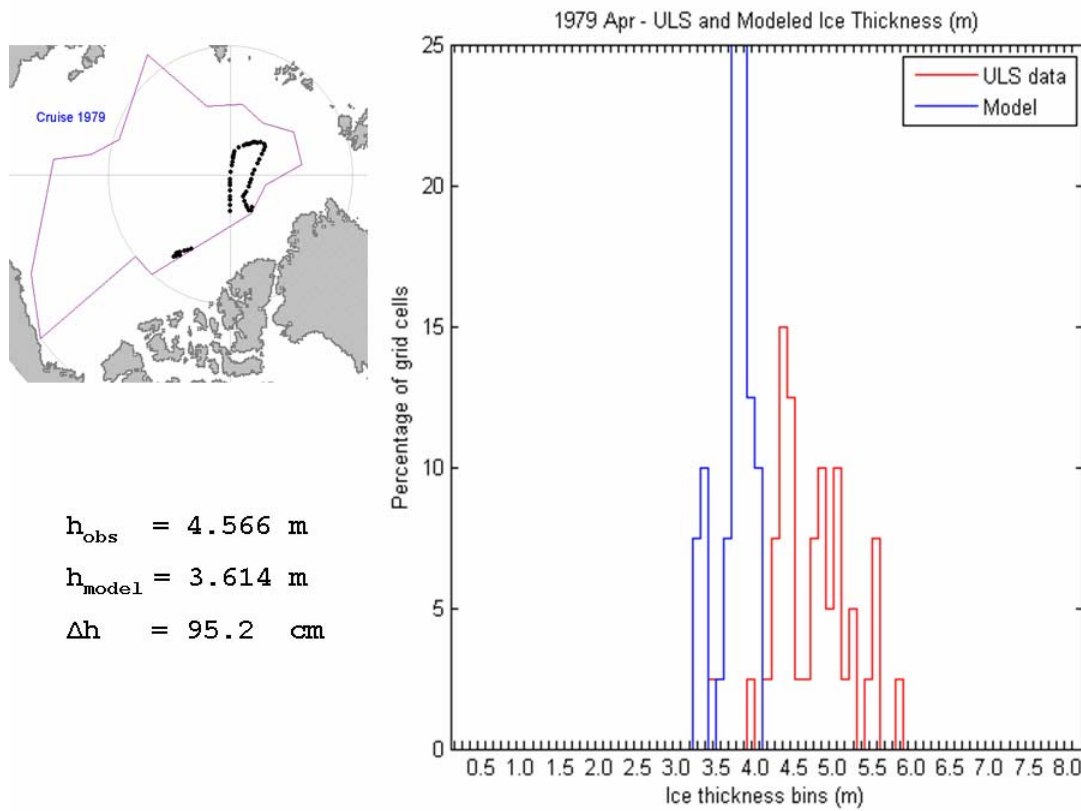 1979 Apr - ULS and Modeled Ice Thickness (m)
Cruise 1979
h_obs = 4.566 m
h_model = 3.614 m
Δh = 95.2 cm
Percentage of grid cells
25
20
15
10
5
0
ULS data
Model
0.5 1.0 2.0 2.5 3.0 3.5 4.0 4.5 5.0 5.5 6.0 6.5 7.0 7.5 8.0
Ice thickness bins (m)